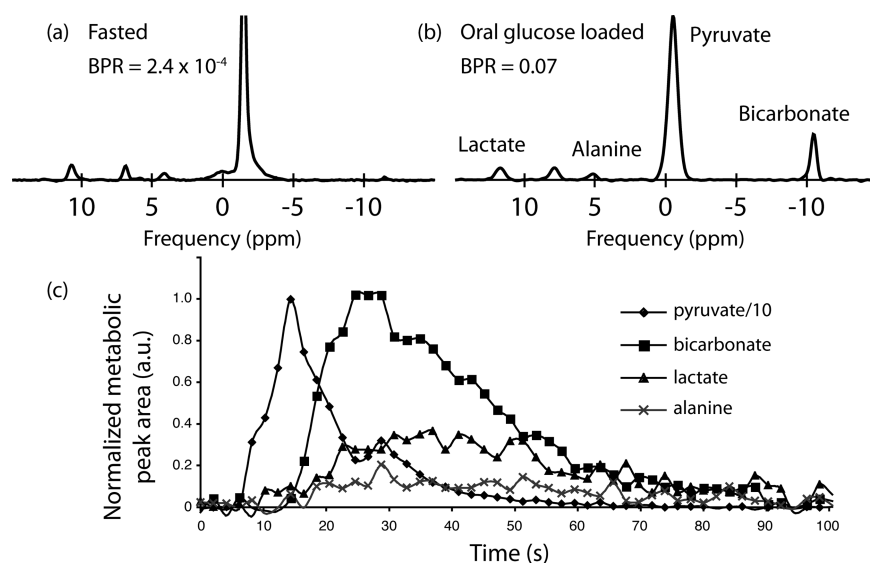 (a) Fasted
BPR = 2.4 x 10⁻⁴
10 5 0 -5 -10
Frequency (ppm)
(b) Oral glucose loaded
BPR = 0.07
Pyruvate
Bicarbonate
Lactate
Alanine
10 5 0 -5 -10
Frequency (ppm)
(c)
Normalized metabolic
peak area (a.u.)
1.0
0.8
0.6
0.4
0.2
0
0 10 20 30 40 50 60 70 80 90 100
Time (s)
pyruvate/10
bicarbonate
lactate
alanine